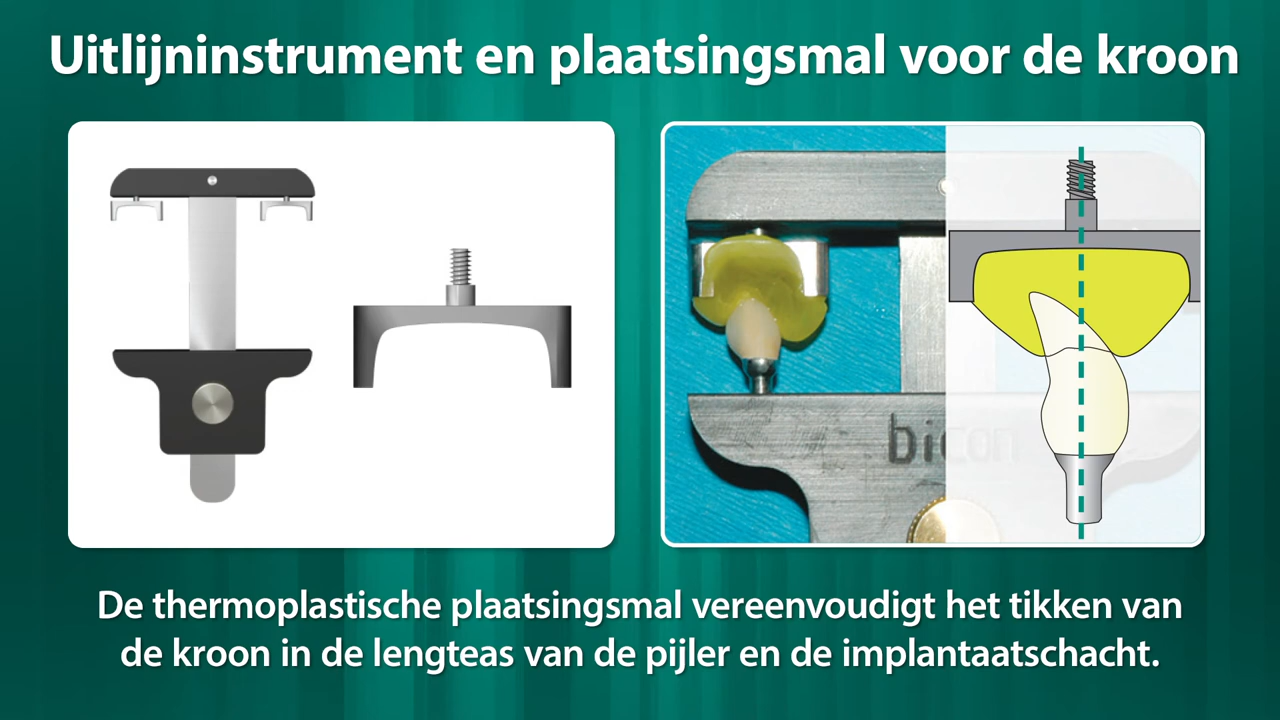 Uitlijninstrument en plaatsingsmal voor de kroon
bicon
De thermoplastische plaatsingsmal vereenvoudigt het tikken van
de kroon in de lengteas van de pijler en de implantaatschacht.